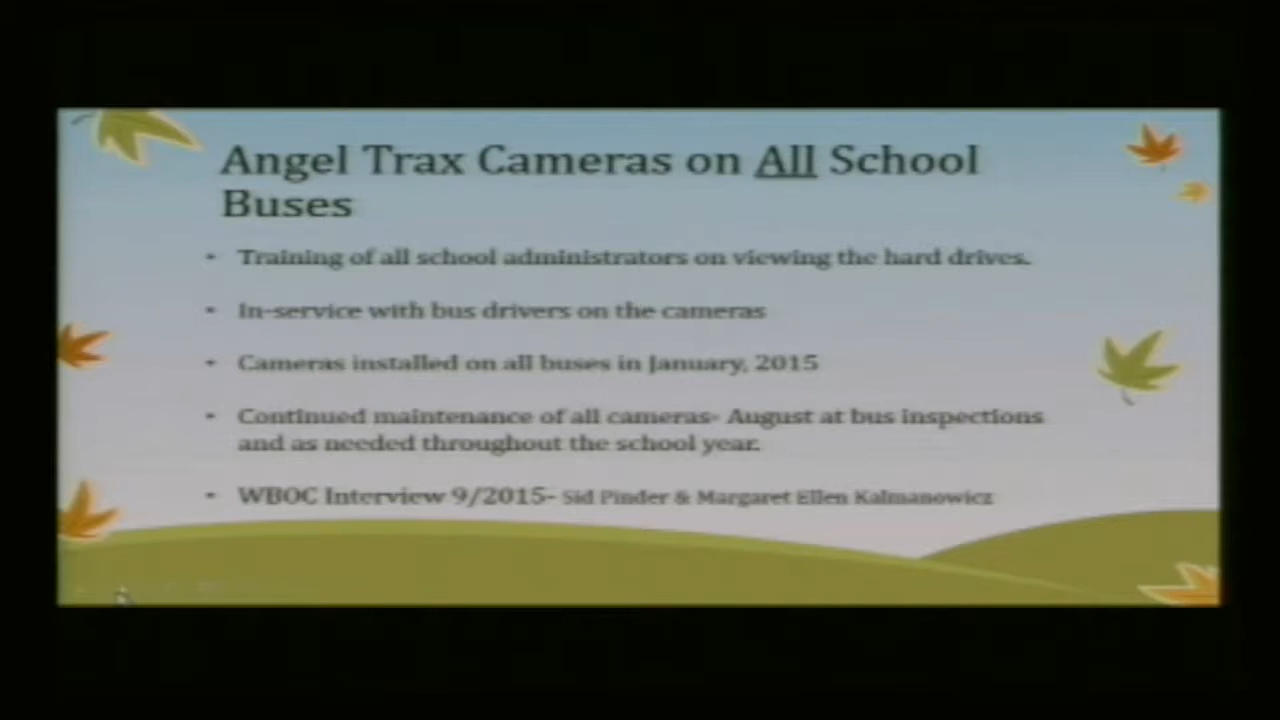 Angel Trax Cameras on All School
Buses
• Training of all school administrators on viewing the hard drives.
• In-service with bus drivers on the cameras
• Cameras installed on all buses in January, 2015
• Continued maintenance of all cameras- August at bus inspections
and as needed throughout the school year.
• WBOC Interview 9/2015- Sid Pinder & Margaret Ellen Kalmanowicz